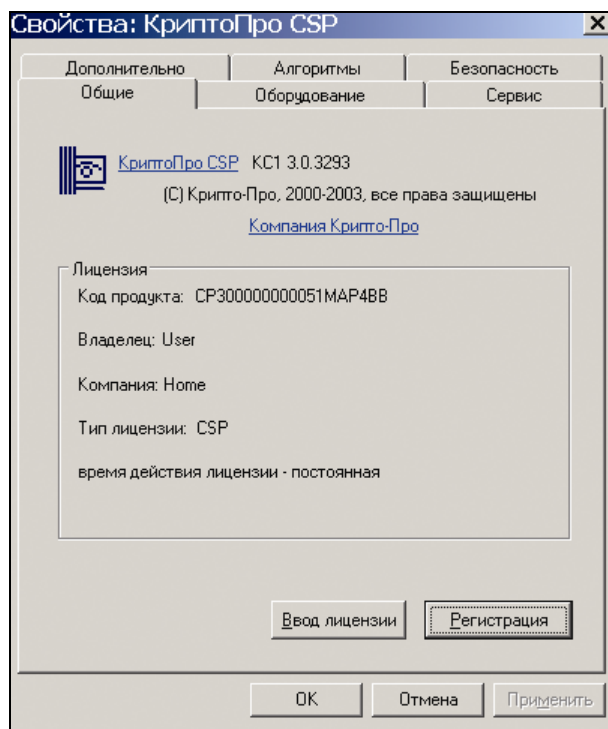 Свойства: КриптоПро CSP
Дополнительно Алгоритмы Безопасность
Общие Оборудование Сервис
КриптоПро CSP КС1 3.0.3293
(C) Крипто-Про, 2000-2003, все права защищены
Компания Крипто-Про
Лицензия
Код продукта: CP300000000051MAP4BB
Владелец: User
Компания: Home
Тип лицензии: CSP
время действия лицензии - постоянная
Ввод лицензии Регистрация
OK Отмена Применить